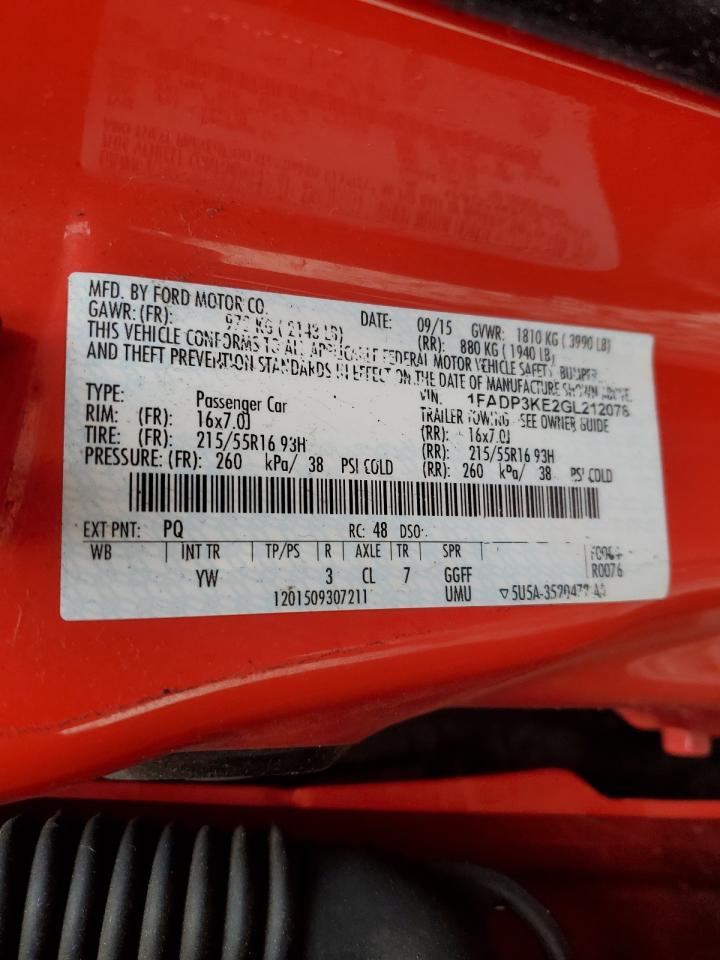 MFD. BY FORD MOTOR CO. DATE: 09/15 GVWR: 1810 KG ( 3990 LB)
GAWR: (FR): 972 KG ( 2143 LB) (RR): 880 KG ( 1940 LB)
THIS VEHICLE CONFORMS TO ALL APPLICABLE FEDERAL MOTOR VEHICLE SAFETY, BUMPER,
AND THEFT PREVENTION STANDARDS IN EFFECT ON THE DATE OF MANUFACTURE SHOWN ABOVE.
VIN: 1FADP3KE2GL212078
TYPE: Passenger Car TRAILER TOWING - SEE OWNER GUIDE
RIM: (FR): 16x7.0J (RR): 16x7.0J
TIRE: (FR): 215/55R16 93H (RR): 215/55R16 93H
PRESSURE: (FR): 260 kPa/ 38 PSI COLD (RR): 260 kPa/ 38 PSI COLD
EXT PNT: PQ RC: 48 DSO:
WB INT TR TP/PS R AXLE TR SPR
YW 3 CL 7 GGFF R0076
1201509307211 UMU